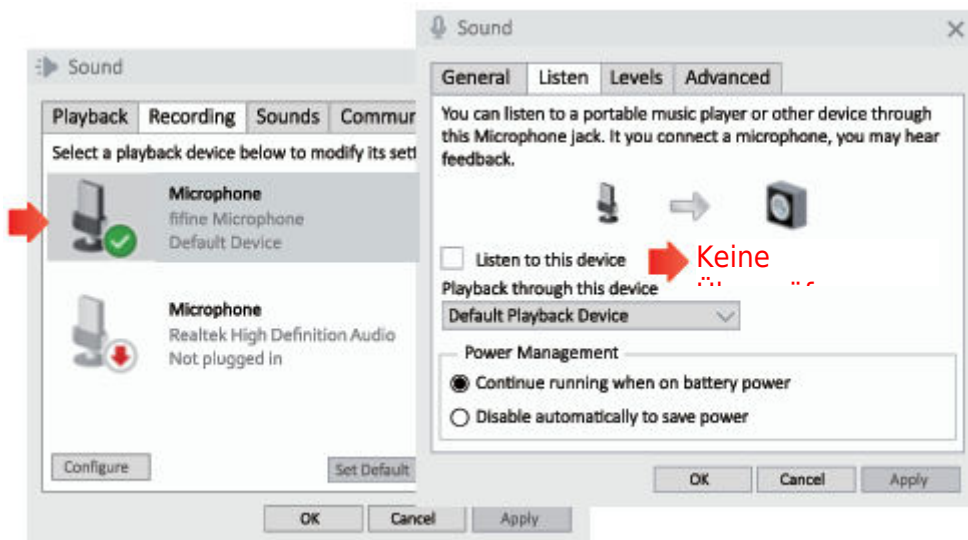 Sound
Playback Recording Sounds Commur
Select a playback device below to modify its sett
Microphone
fifine Microphone
Default Device
Microphone
Realtek High Definition Audio
Not plugged in
Configure
Set Default
OK
Cancel
Apply
Sound
General
Listen
Levels
Advanced
You can listen to a portable music player or other device through
this Microphone jack. It you connect a microphone, you may hear
feedback.
Listen to this device
Keine
Playback through this device
Default Playback Device
Power Management
Continue running when on battery power
Disable automatically to save power
OK
Cancel
Apply